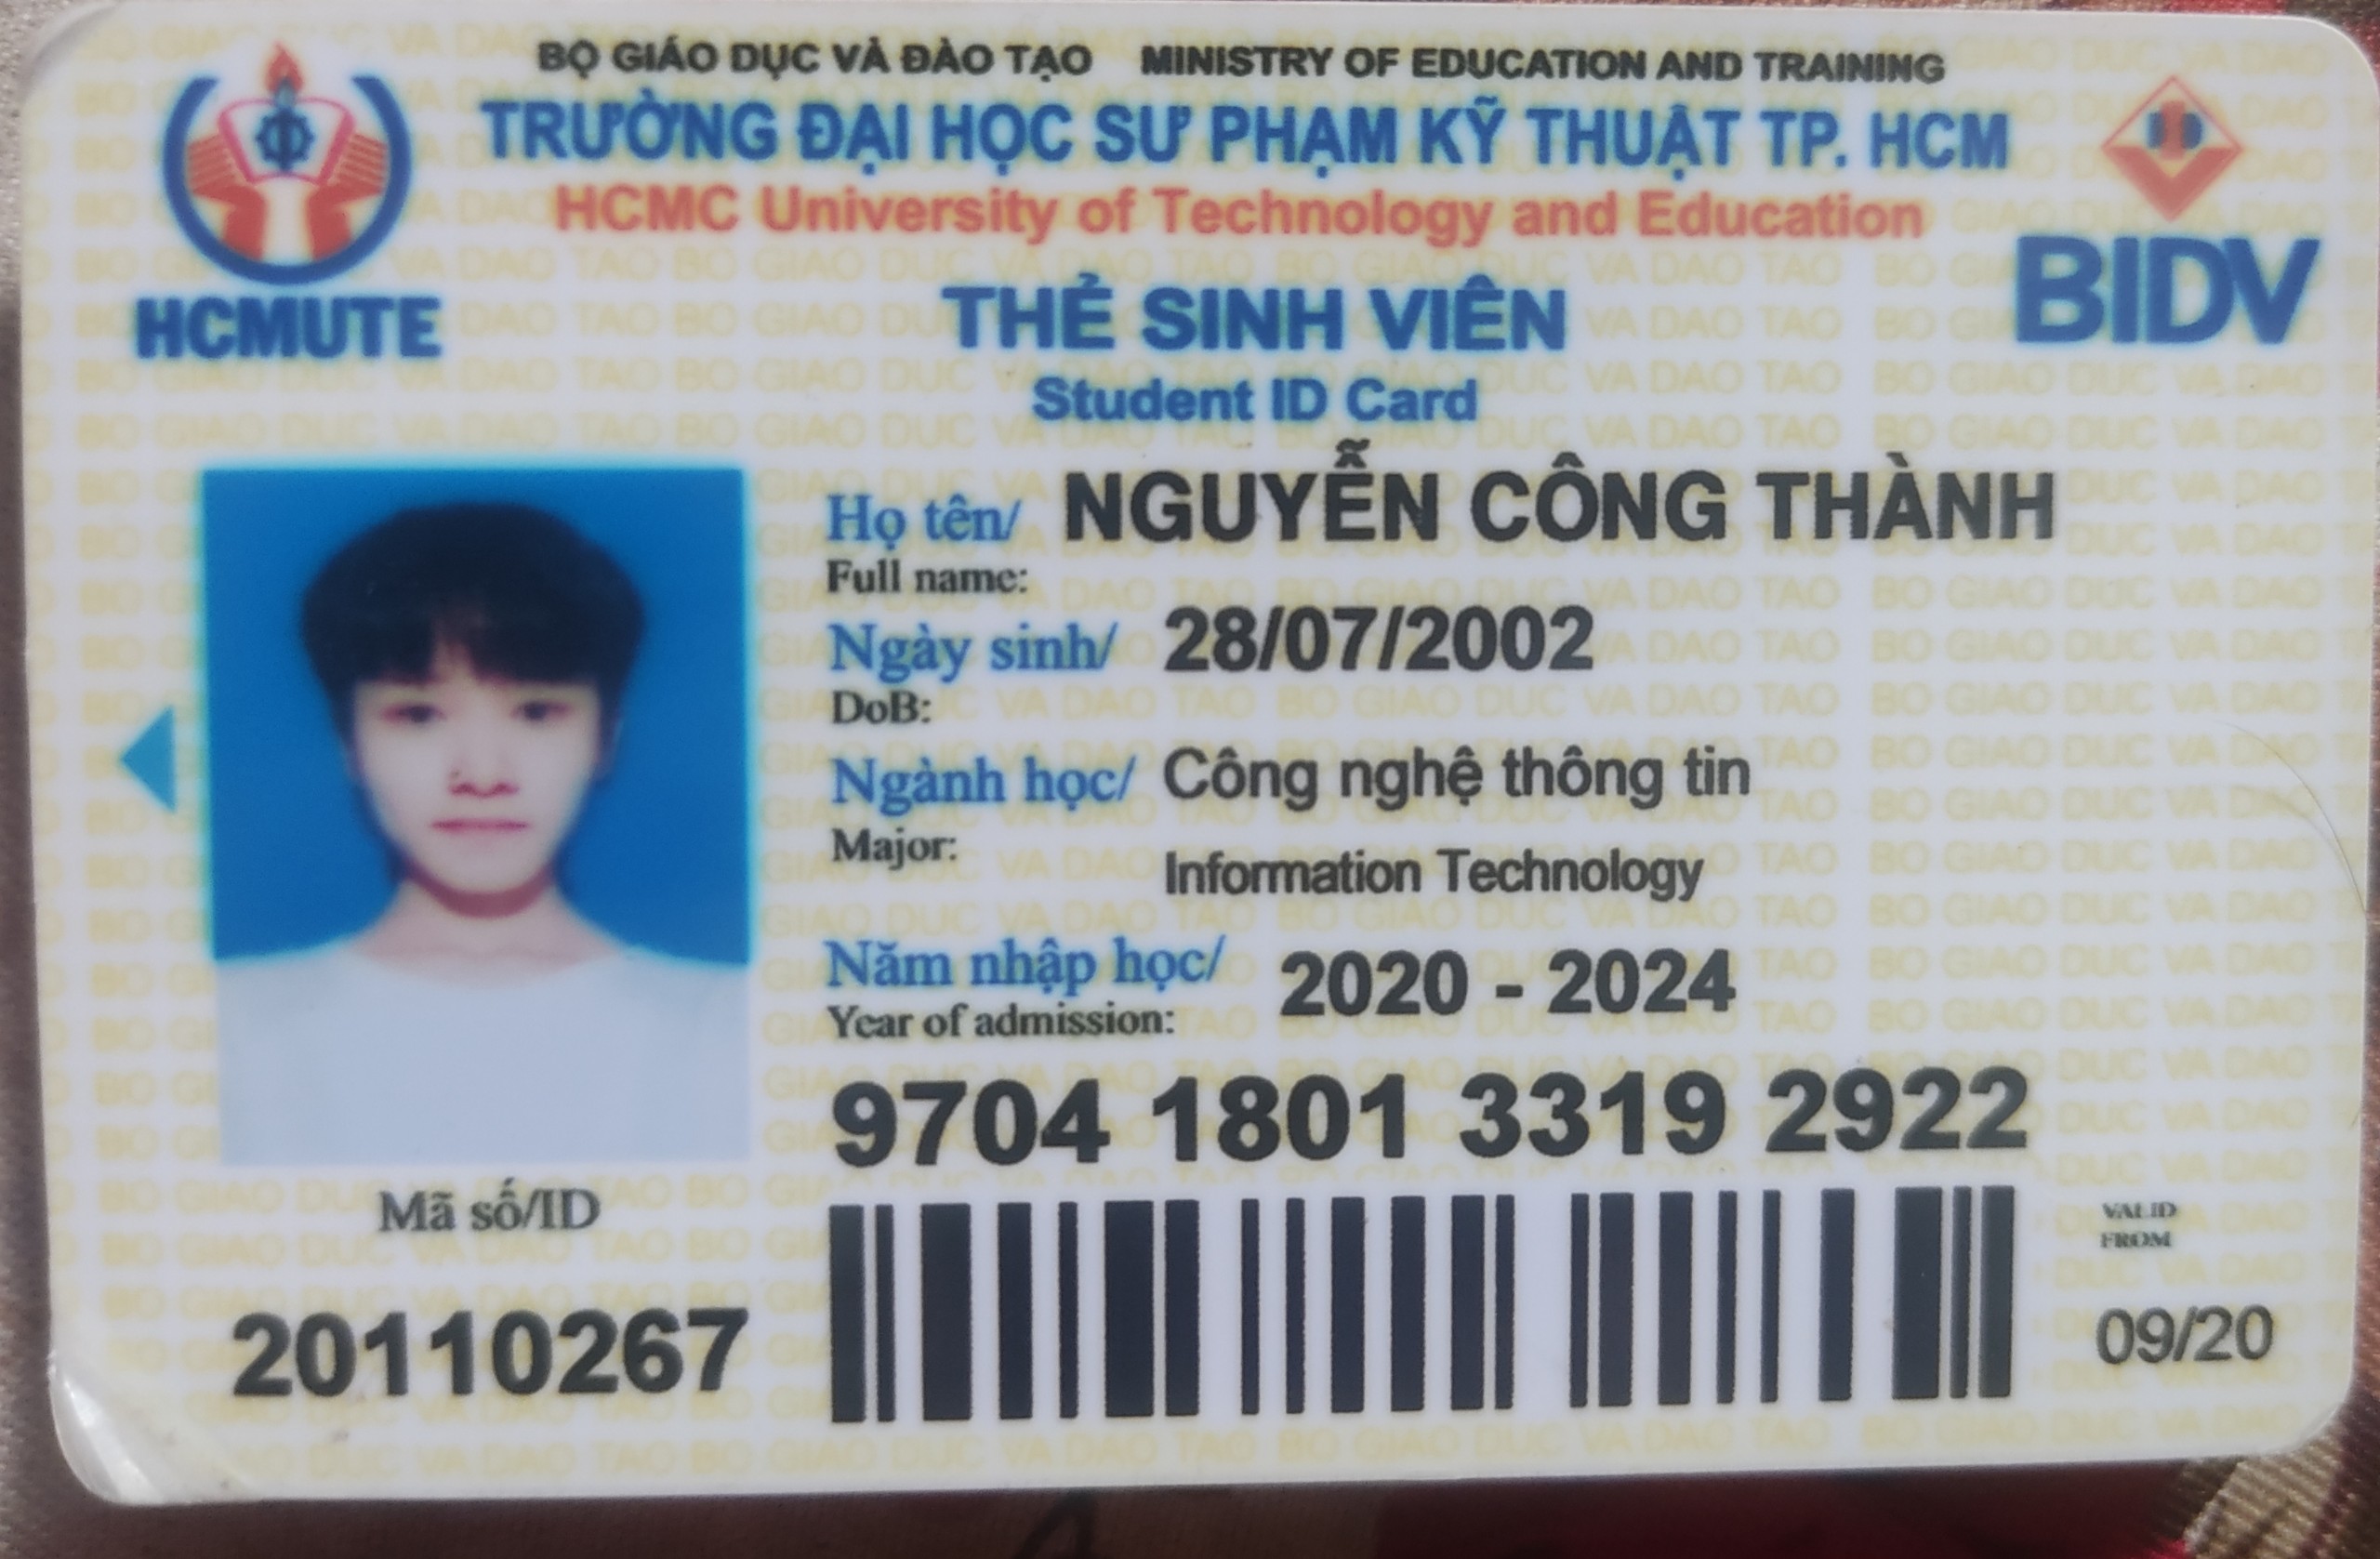 BỘ GIÁO DỤC VÀ ĐÀO TẠO MINISTRY OF EDUCATION AND TRAINING
TRƯỜNG ĐẠI HỌC SƯ PHẠM KỸ THUẬT TP. HCM
HCMC University of Technology and Education
HCMUTE
BIDV
THẺ SINH VIÊN
Student ID Card
Họ tên/ NGUYỄN CÔNG THÀNH
Full name:
Ngày sinh/ 28/07/2002
DoB:
Ngành học/ Công nghệ thông tin
Major: Information Technology
Năm nhập học/ 2020 - 2024
Year of admission:
9704 1801 3319 2922
Mã số/ID
20110267
VALID
FROM
09/20